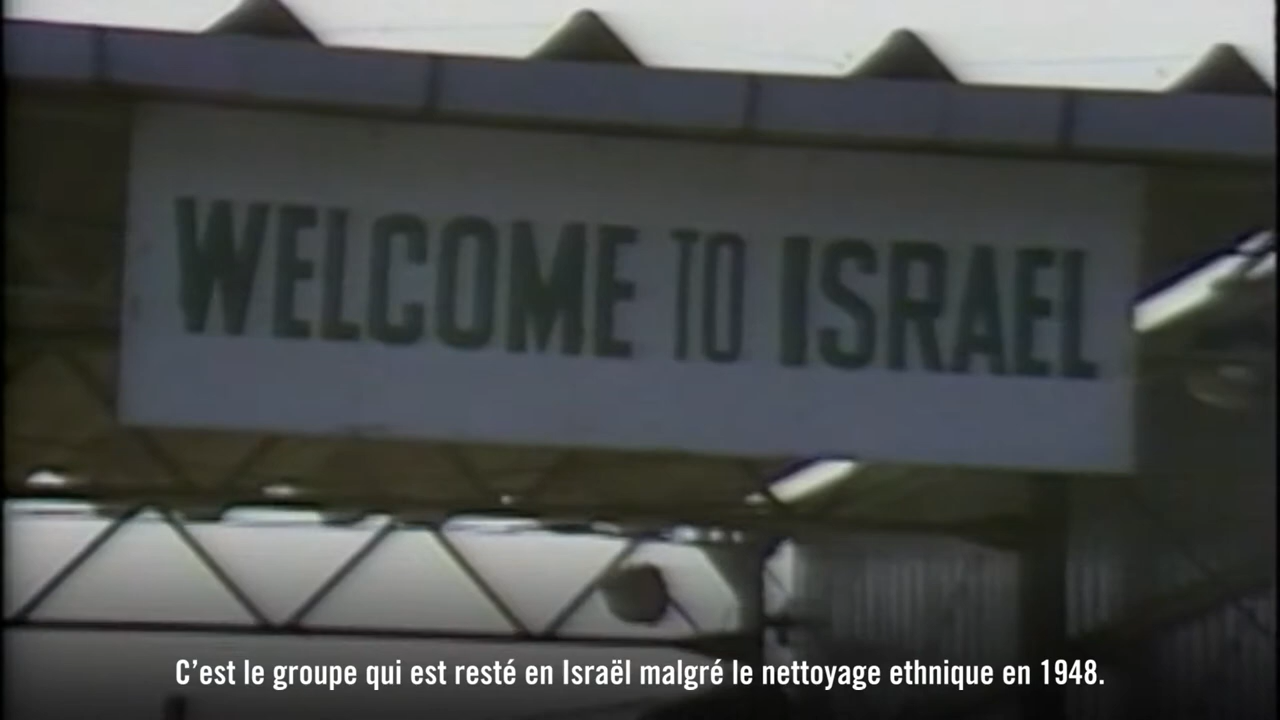 WELCOME TO ISRAEL
C’est le groupe qui est resté en Israël malgré le nettoyage ethnique en 1948.